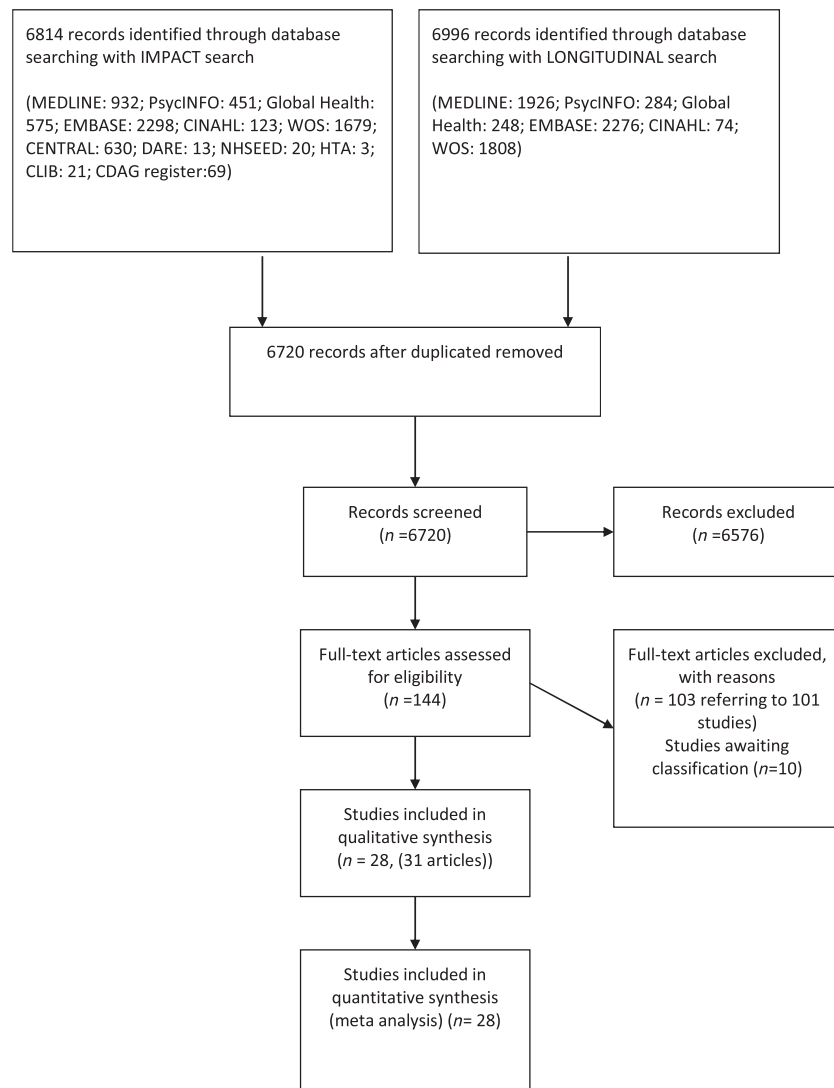 6814 records identified through database
searching with IMPACT search
(MEDLINE: 932; PsycINFO: 451; Global Health:
575; EMBASE: 2298; CINAHL: 123; WOS: 1679;
CENTRAL: 630; DARE: 13; NHSEED: 20; HTA: 3;
CLIB: 21; CDAG register:69)
6996 records identified through database
searching with LONGITUDINAL search
(MEDLINE: 1926; PsycINFO: 284; Global
Health: 248; EMBASE: 2276; CINAHL: 74;
WOS: 1808)
6720 records after duplicated removed
Records screened
(n =6720)
Records excluded
(n =6576)
Full-text articles assessed
for eligibility
(n =144)
Full-text articles excluded,
with reasons
(n = 103 referring to 101
studies)
Studies awaiting
classification (n=10)
Studies included in
qualitative synthesis
(n = 28, (31 articles))
Studies included in
quantitative synthesis
(meta analysis) (n= 28)